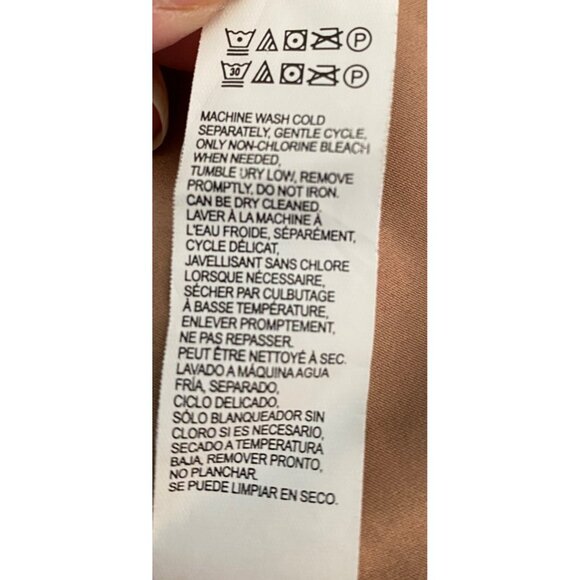 P
30 P
MACHINE WASH COLD
SEPARATELY, GENTLE CYCLE,
ONLY NON-CHLORINE BLEACH
WHEN NEEDED,
TUMBLE DRY LOW, REMOVE
PROMPTLY, DO NOT IRON.
CAN BE DRY CLEANED.
LAVER À LA MACHINE À
L'EAU FROIDE, SÉPARÉMENT,
CYCLE DÉLICAT,
JAVELLISANT SANS CHLORE
LORSQUE NÉCESSAIRE,
SÉCHER PAR CULBUTAGE
À BASSE TEMPÉRATURE,
ENLEVER PROMPTEMENT,
NE PAS REPASSER.
PEUT ÊTRE NETTOYÉ À SEC.
LAVADO A MÁQUINA AGUA
FRÍA, SEPARADO,
CICLO DELICADO,
SÓLO BLANQUEADOR SIN
CLORO SI ES NECESARIO,
SECADO A TEMPERATURA
BAJA, REMOVER PRONTO,
NO PLANCHAR.
SE PUEDE LIMPIAR EN SECO.